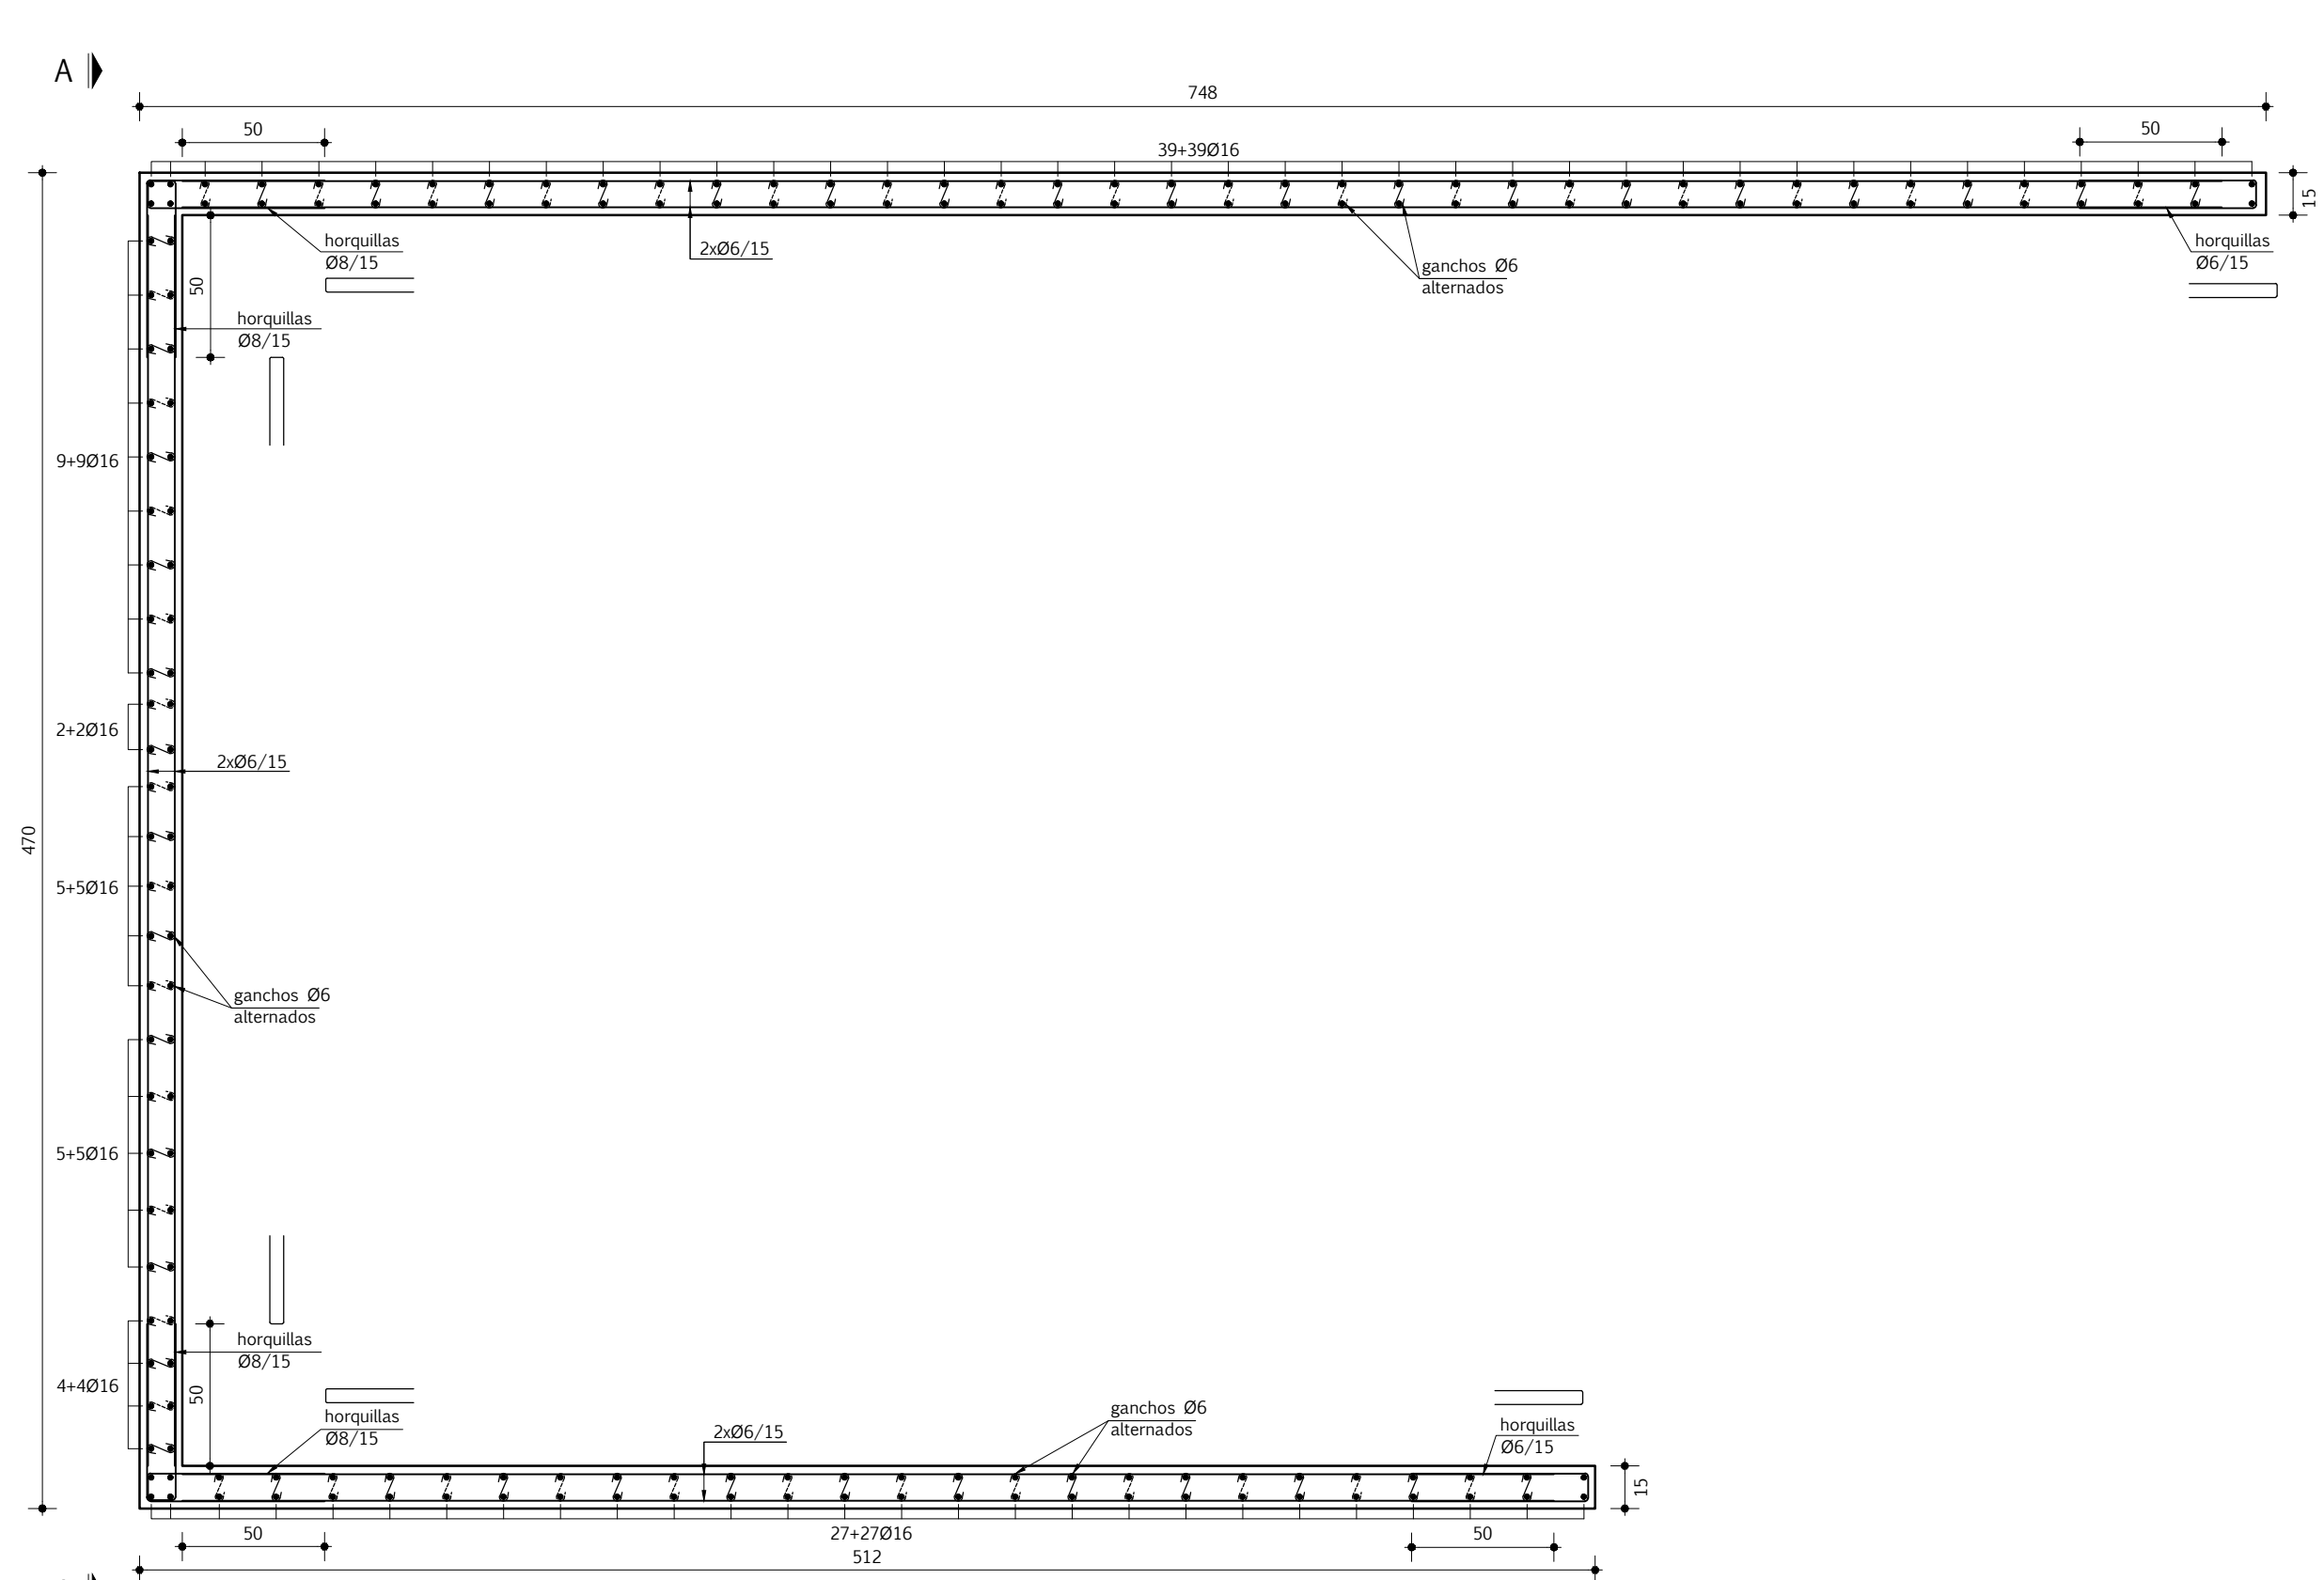 A
748
50
39+39Ø16
50
15
horquillas
Ø8/15
2xØ6/15
ganchos Ø6
alternados
horquillas
Ø6/15
50
horquillas
Ø8/15
9+9Ø16
2+2Ø16
2xØ6/15
470
5+5Ø16
ganchos Ø6
alternados
5+5Ø16
horquillas
Ø8/15
4+4Ø16
50
horquillas
Ø8/15
2xØ6/15
ganchos Ø6
alternados
horquillas
Ø6/15
15
50
27+27Ø16
50
512